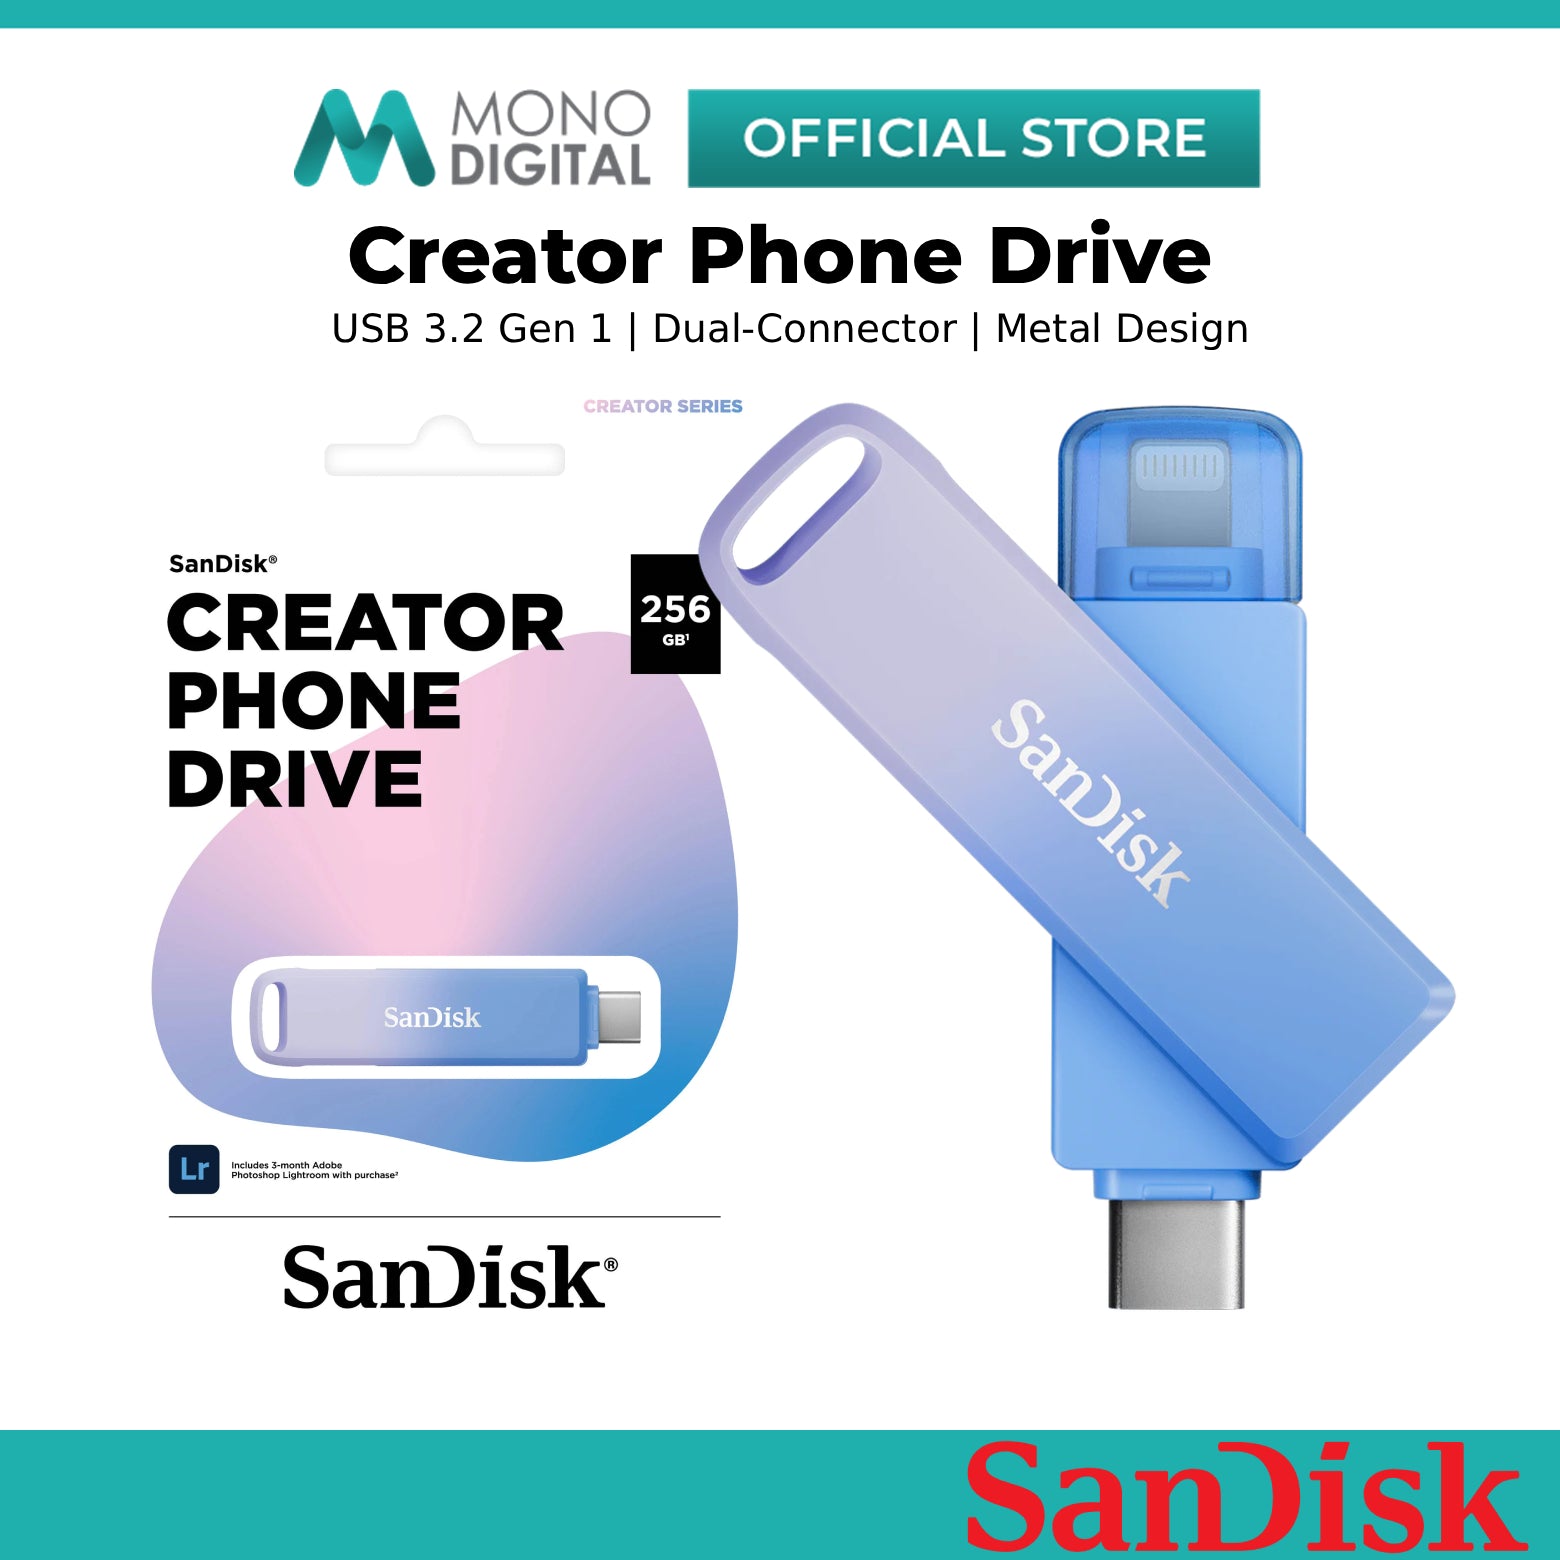 MONO
DIGITAL
OFFICIAL STORE
Creator Phone Drive
USB 3.2 Gen 1 | Dual-Connector | Metal Design
CREATOR SERIES
SanDisk®
CREATOR
PHONE
DRIVE
256
GB¹
SanDisk
SanDisk
Lr
Includes 3-month Adobe
Photoshop Lightroom with purchase²
SanDisk®
SanDisk